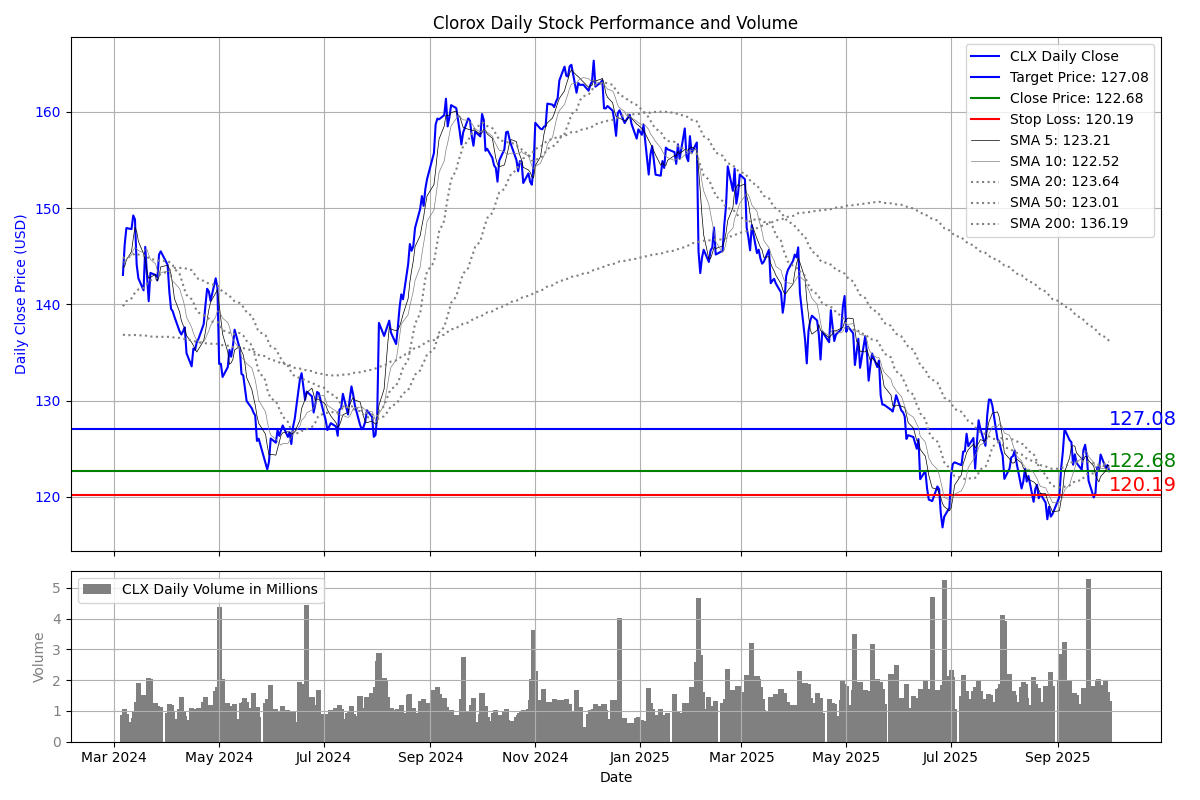 Clorox Daily Stock Performance and Volume
Daily Close Price (USD)
160
150
140
130
120
CLX Daily Close
Target Price: 127.08
Close Price: 122.68
Stop Loss: 120.19
SMA 5: 123.21
SMA 10: 122.52
SMA 20: 123.64
SMA 50: 123.01
SMA 200: 136.19
127.08
122.68
120.19
Volume
5
4
3
2
1
0
CLX Daily Volume in Millions
Mar 2024 May 2024 Jul 2024 Sep 2024 Nov 2024 Jan 2025 Mar 2025 May 2025 Jul 2025 Sep 2025
Date